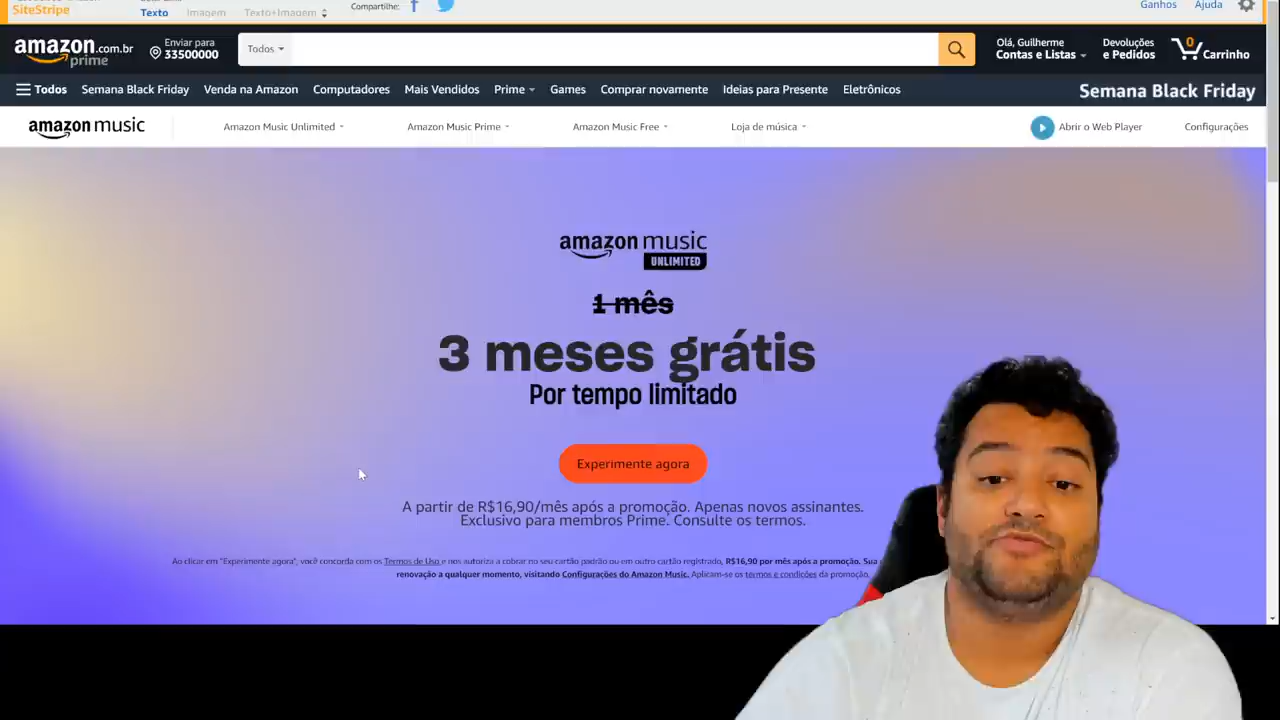 SiteStripe
Texto Imagem Texto+Imagem Compartilhe: Ganhos Ajuda
amazon.com.br
prime
Enviar para
33500000
Todos
Olá, Guilherme
Contas e Listas
Devoluções
e Pedidos
0
Carrinho
Todos Semana Black Friday Venda na Amazon Computadores Mais Vendidos Prime Games Comprar novamente Ideias para Presente Eletrônicos Semana Black Friday
amazon music Amazon Music Unlimited Amazon Music Prime Amazon Music Free Loja de música Abrir o Web Player Configurações
amazon music
UNLIMITED
1 mês
3 meses grátis
Por tempo limitado
Experimente agora
A partir de R$16,90/mês após a promoção. Apenas novos assinantes.
Exclusivo para membros Prime. Consulte os termos.
Ao clicar em "Experimente agora", você concorda com os Termos de Uso e nos autoriza a cobrar no seu cartão padrão ou em outro cartão registrado, R$16,90 por mês após a promoção. Sua
renovação a qualquer momento, visitando Configurações do Amazon Music. Aplicam-se os termos e condições da promoção.